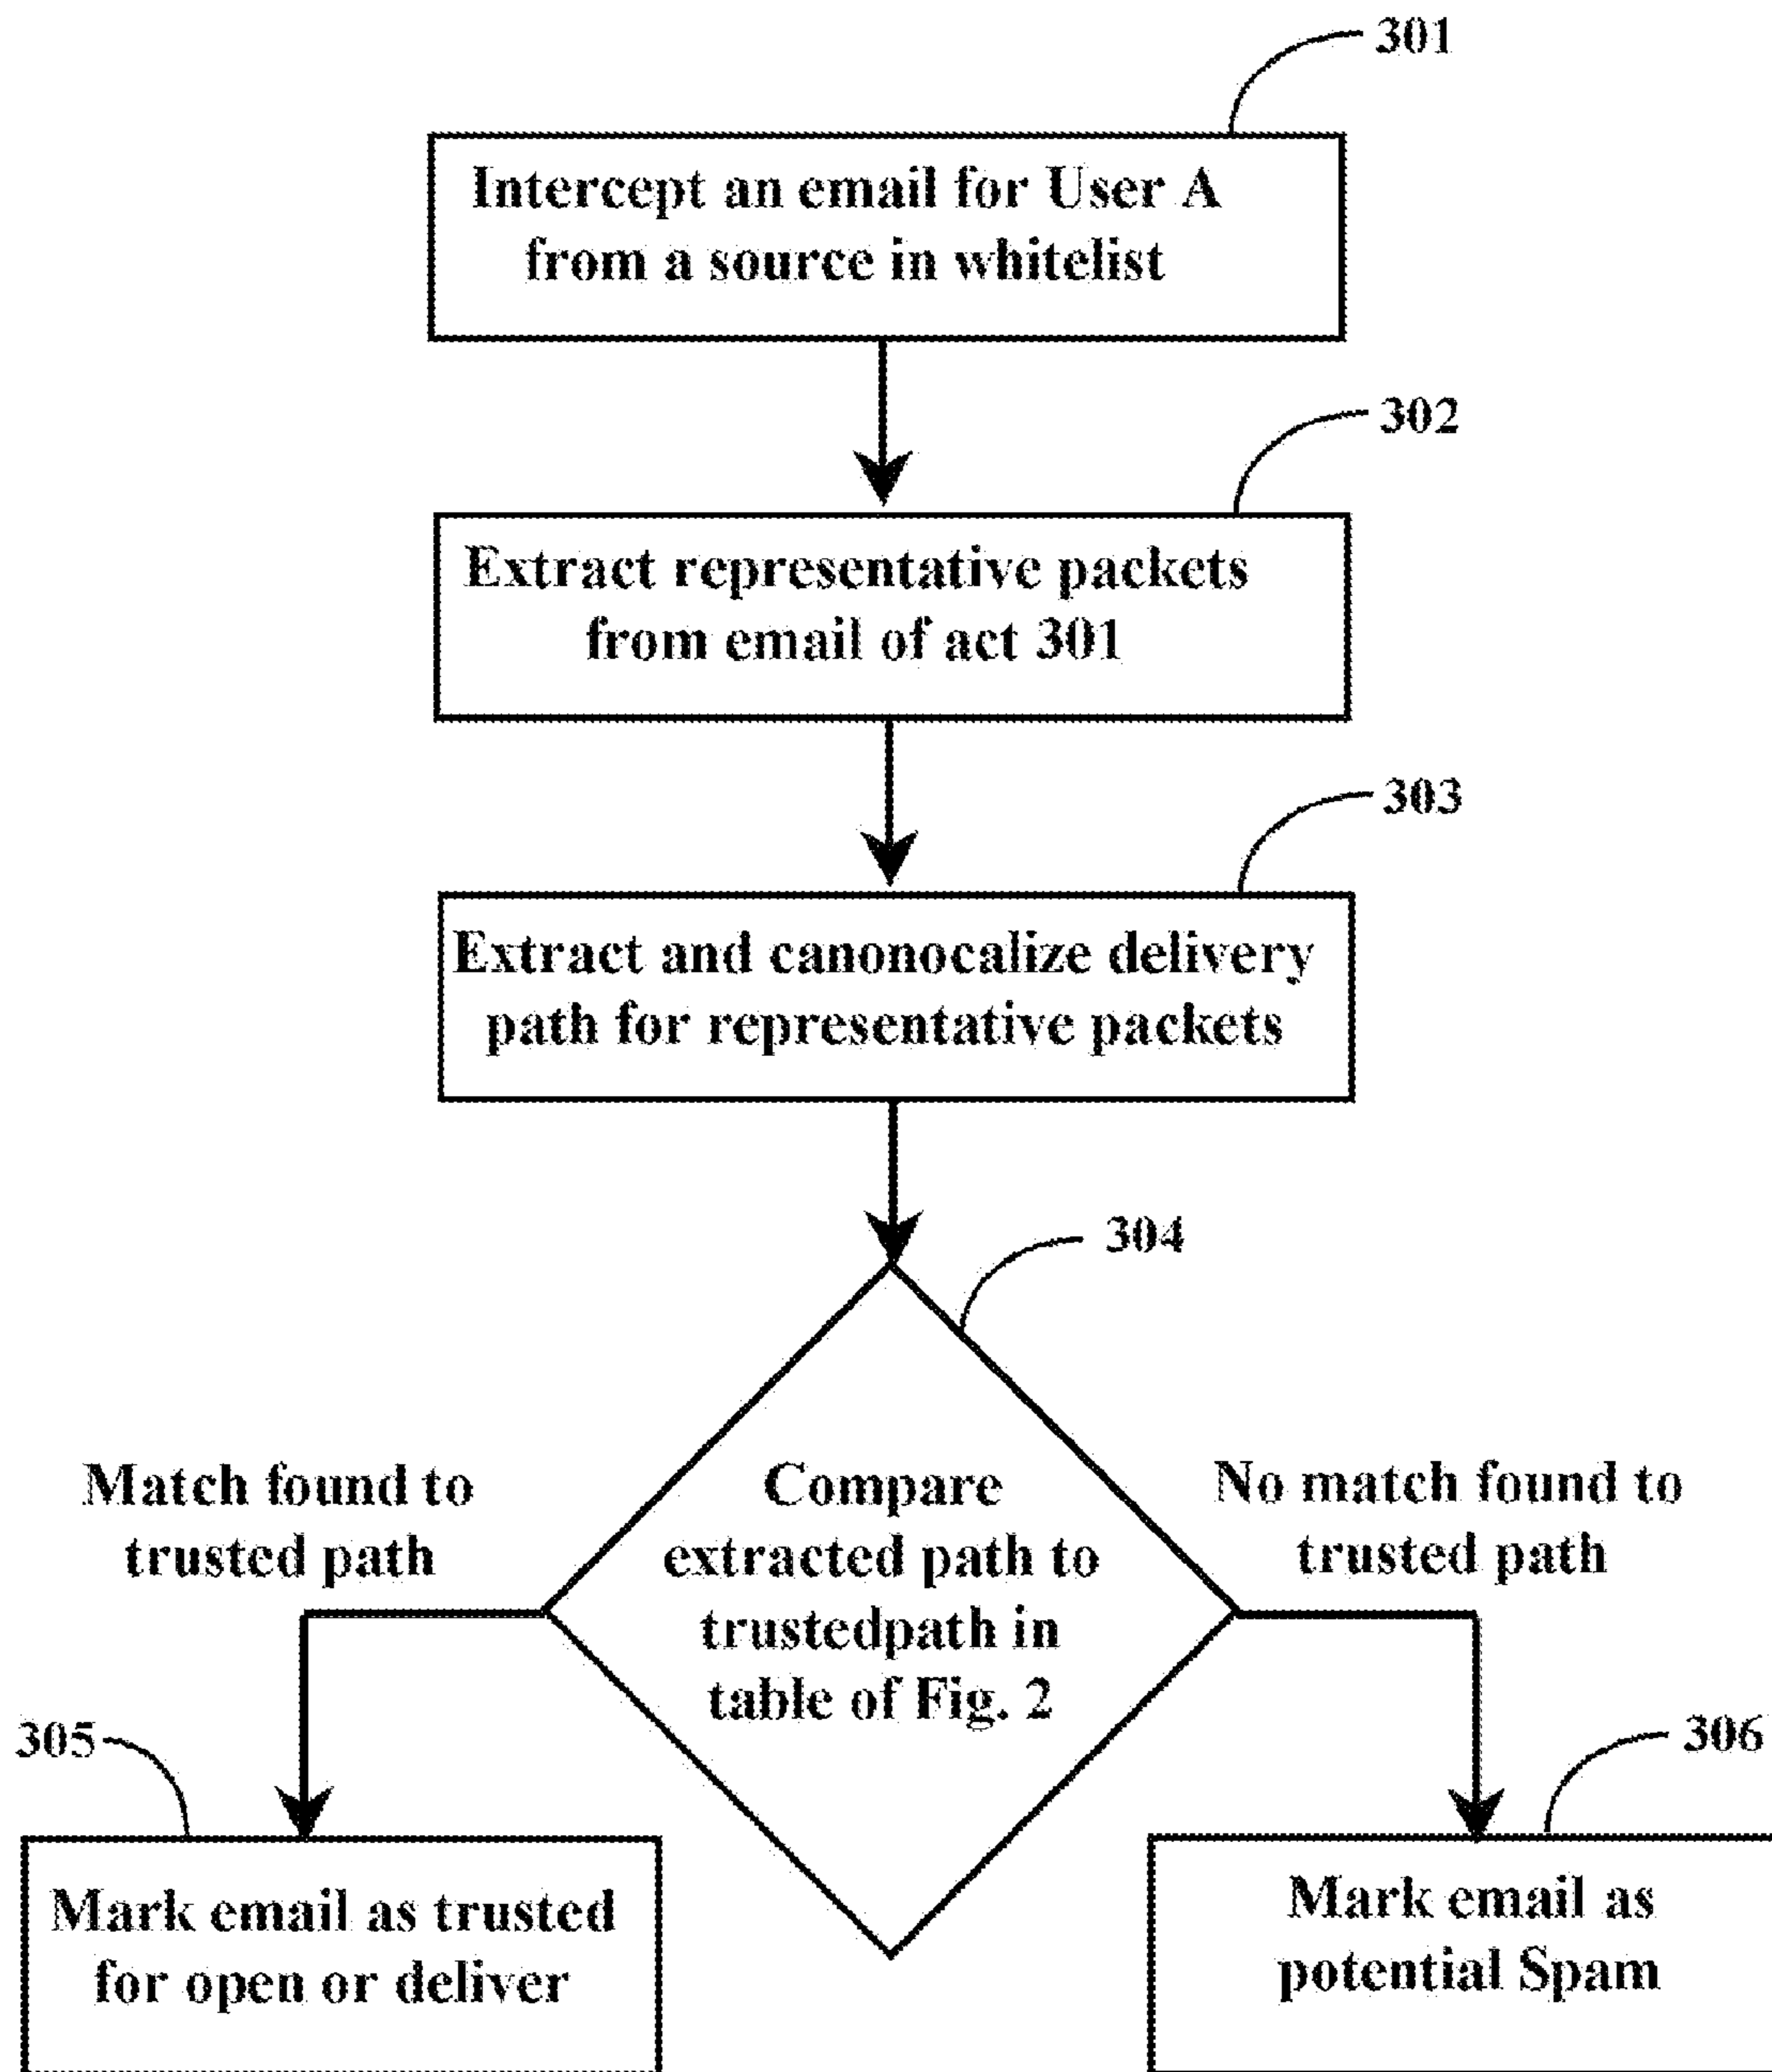 301
Intercept an email for User A
from a source in whitelist
302
Extract representative packets
from email of act 301
303
Extract and canonocalize delivery
path for representative packets
304
Match found to
trusted path
Compare
extracted path to
trustedpath in
table of Fig. 2
No match found to
trusted path
305
306
Mark email as trusted
for open or deliver
Mark email as
potential Spam